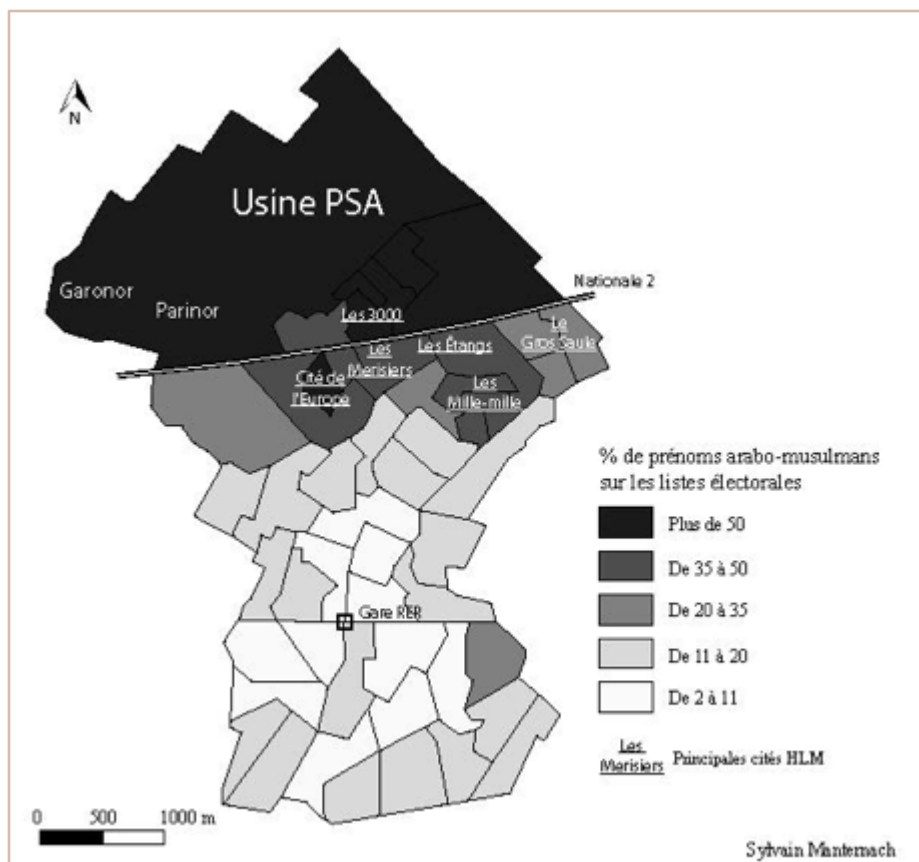 N
Usine PSA
Garonor
Parinor
Nationale 2
Les 3000
Le
Gros Saule
Les Étangs
Les
Merisiers
Cité de
l'Europe
Les
Mille-mille
% de prénoms arabo-musulmans
sur les listes électorales
Plus de 50
De 35 à 50
De 20 à 35
De 11 à 20
De 2 à 11
Gare RER
Les
Merisiers
Principales cités HLM
0 500 1000 m
Sylvain Manternach